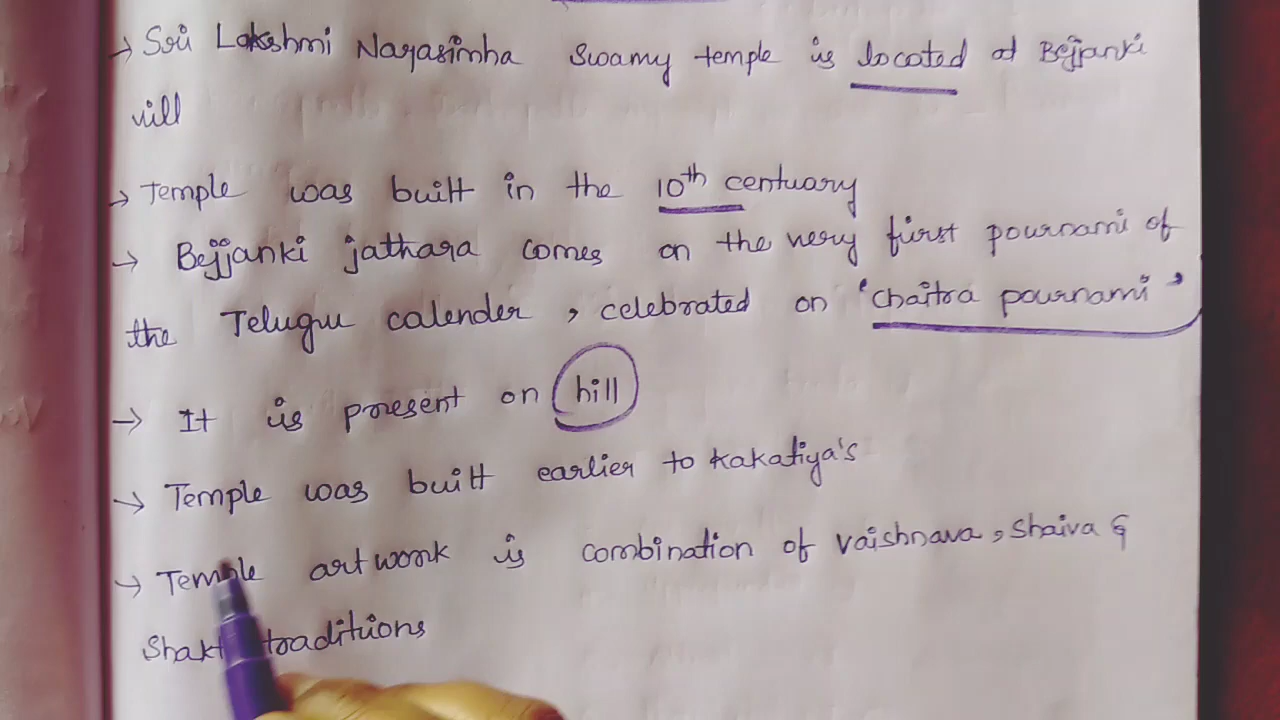 → Sri Lakshmi Narasimha Swamy temple is located at Bejjanki
vill
→ Temple was built in the 10th centuary
→ Bejjanki jathara comes on the very first pournami of
the Telugu calender, celebrated on 'chaitra pournami'
→ It is present on hill
→ Temple was built earlier to kakatiya's
→ Temple art work is combination of vaishnava, Shaiva &
traditions